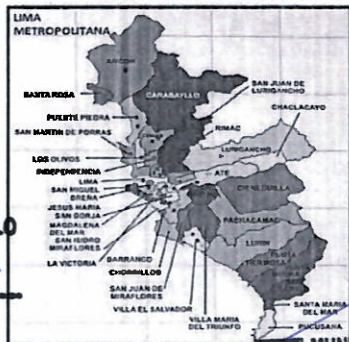 LIMA
METROPOLITANA
ANCON
SANTA ROSA
CARABAYLLO
SAN JUAN DE
LURIGANCHO
PUENTE PIEDRA
CHACLACAYO
SAN MARTIN DE PORRAS
RIMAC
LURIGANCHO
LOS OLIVOS
INDEPENDENCIA
ATE
LIMA
SAN MIGUEL
BREÑA
CIENEGUILLA
JESUS MARIA
SAN BORJA
PACHACAMAC
MAGDALENA
DEL MAR
SAN ISIDRO
MIRAFLORES
LURIN
LA VICTORIA
BARRANCO
CHORRILLOS
PUNTA
SAN JUAN DE
MIRAFLORES
VILLA EL SALVADOR
VILLA MARIA
DEL TRIUNFO
SANTA MARIA
DEL MAR
PUCUSANA